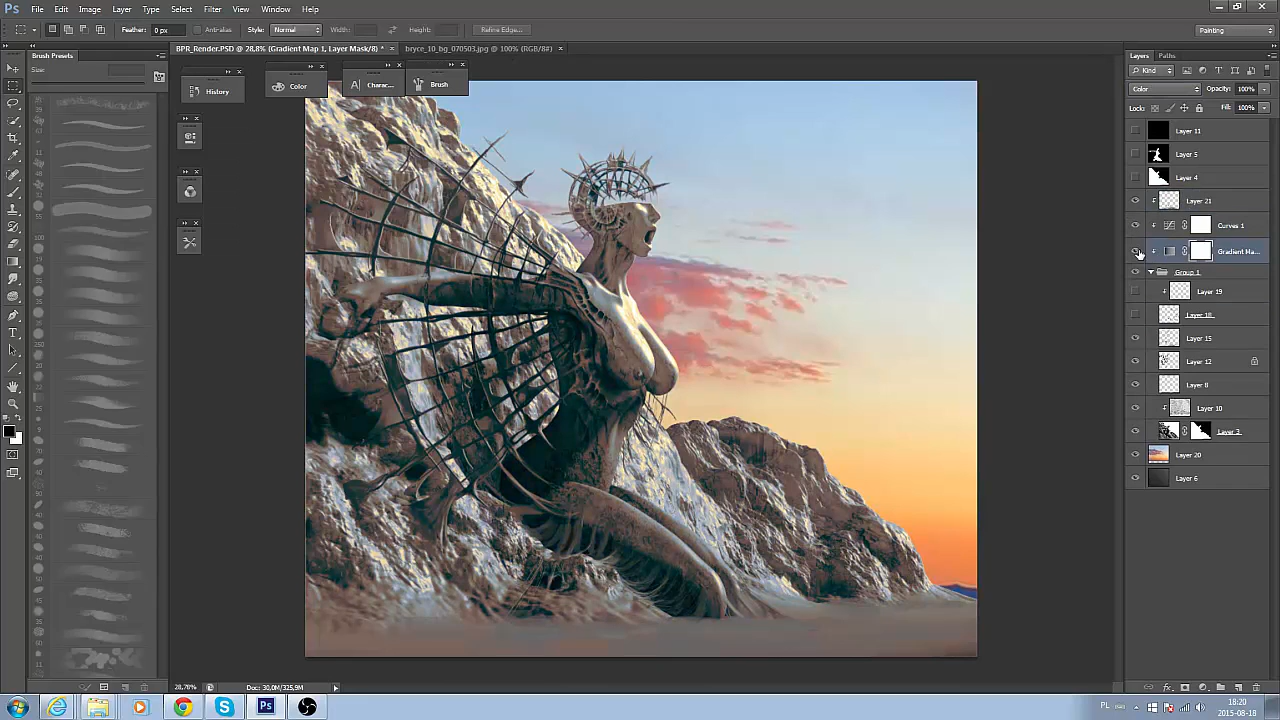 Ps File Edit Image Layer Type Select Filter View Window Help
Feather: 0 px Anti-alias Style: Normal Width: Height: Refine Edge...
Painting
BPR_Render.PSD @ 28,8% (Gradient Map 1, Layer Mask/8) * ×
bryce_10_bg_070503.jpg @ 100% (RGB/8#) ×
Brush Presets
Size:
History
Color
Charac...
Brush
Layers Paths
Kind
Color Opacity: 100%
Lock: Fill: 100%
Layer 11
Layer 5
Layer 4
Layer 21
Curves 1
Gradient Ma...
Group 1
Layer 19
Layer 18
Layer 15
Layer 12
Layer 8
Layer 10
Layer 3
Layer 20
Layer 6
28,78% Doc: 30,0M/325,9M
PL 18:20
2015-08-18